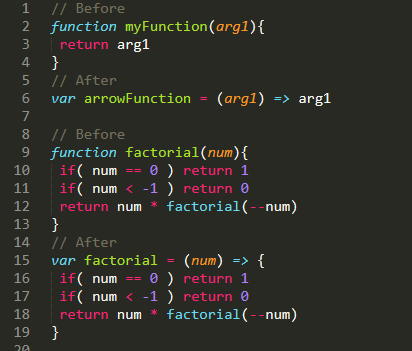 1 // Before
2 function myFunction(arg1){
3  return arg1
4 }
5 // After
6 var arrowFunction = (arg1) => arg1
7
8 // Before
9 function factorial(num){
10  if( num == 0 ) return 1
11  if( num < -1 ) return 0
12  return num * factorial(--num)
13 }
14 // After
15 var factorial = (num) => {
16  if( num == 0 ) return 1
17  if( num < -1 ) return 0
18  return num * factorial(--num)
19 }
20